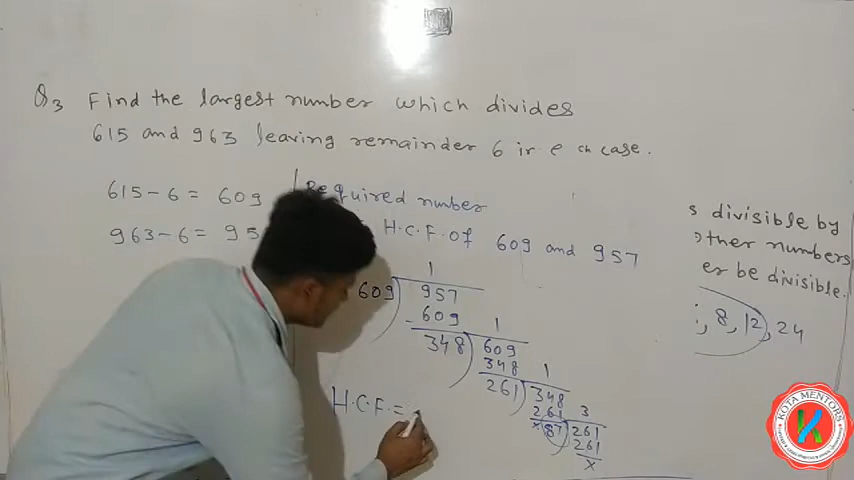 Q3 Find the largest number which divides
615 and 963 leaving remainder 6 in e ch case.
615-6 = 609
963-6 = 95
Required number
H.C.F. of 609 and 957
1
609 957
- 609 1
348 609
348 1
261 348
261 3
x 87 261
261
x
H.C.F. =
s divisible by
other numbers
er be divisible.
, 8, 12, 24
KOTA MENTORS